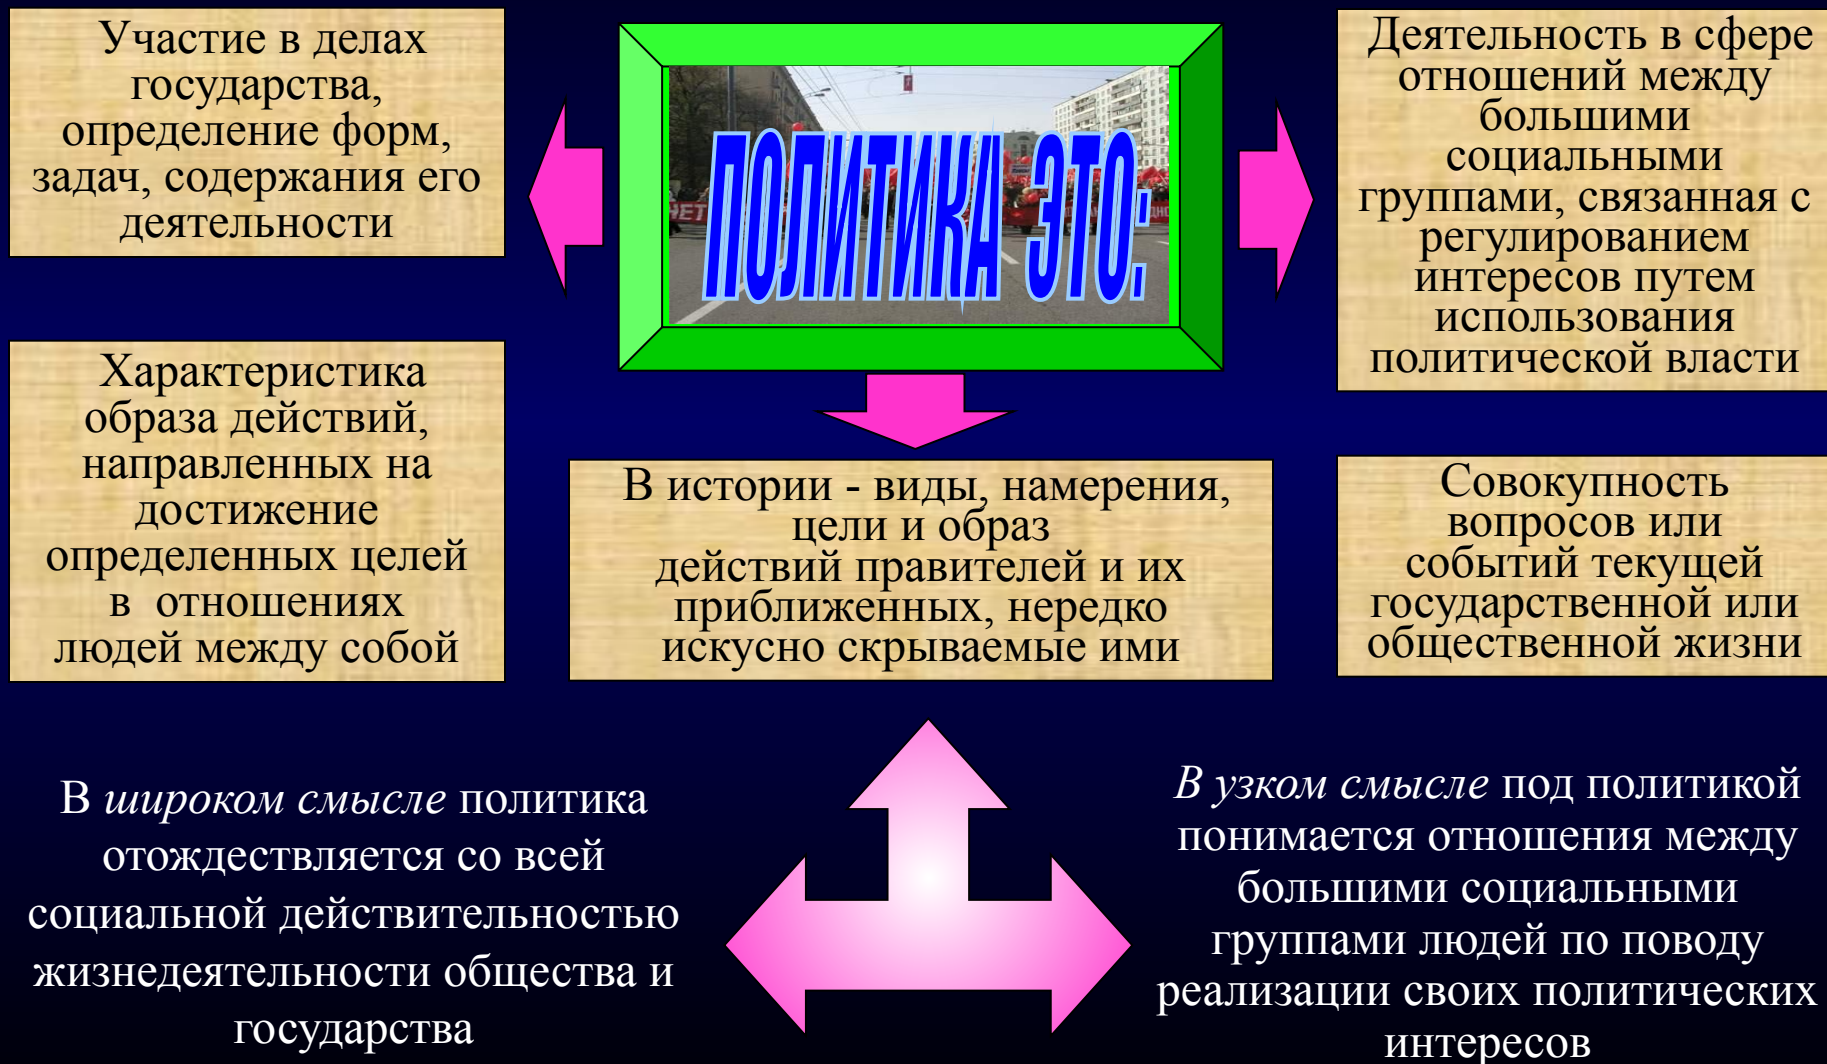 Участие в делах
государства,
определение форм,
задач, содержания его
деятельности
ПОЛИТИКА ЭТО:
Деятельность в сфере
отношений между
большими
социальными
группами, связанная с
регулированием
интересов путем
использования
политической власти
Характеристика
образа действий,
направленных на
достижение
определенных целей
в отношениях
людей между собой
В истории - виды, намерения,
цели и образ
действий правителей и их
приближенных, нередко
искусно скрываемые ими
Совокупность
вопросов или
событий текущей
государственной или
общественной жизни
В широком смысле политика
отождествляется со всей
социальной действительностью
жизнедеятельности общества и
государства
В узком смысле под политикой
понимается отношения между
большими социальными
группами людей по поводу
реализации своих политических
интересов